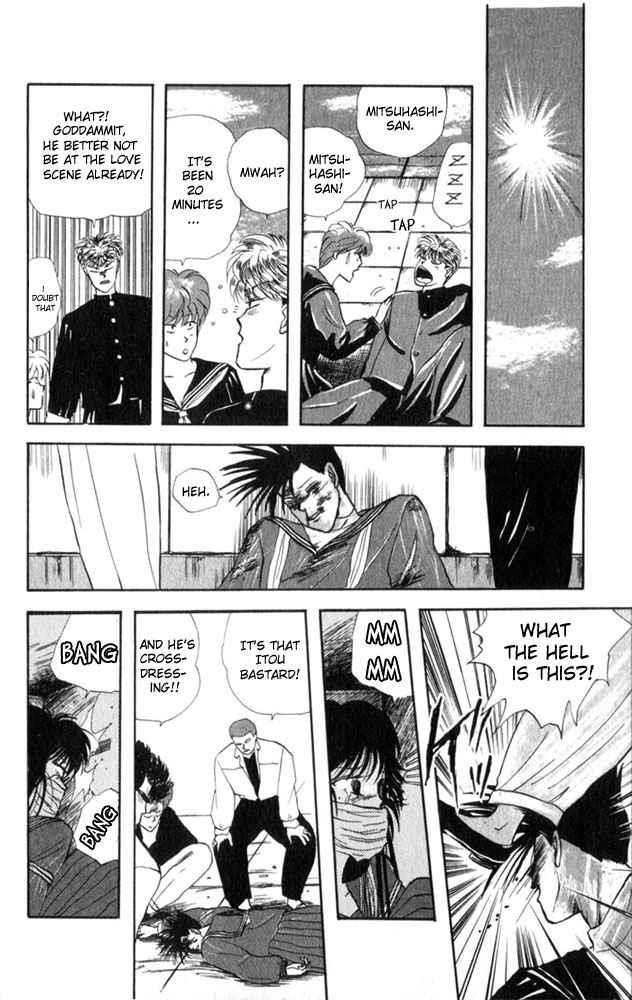 MITSUHASHI-
SAN.
MITSU-
HASHI-
SAN!
TAP
TAP
MWAH?
IT'S
BEEN
20
MINUTES
...
WHAT?!
GODDAMMIT,
HE BETTER NOT
BE AT THE LOVE
SCENE ALREADY!
I
DOUBT
THAT
HEH.
WHAT
THE HELL
IS THIS?!
MM
MM
IT'S THAT
ITOU
BASTARD!
AND HE'S
CROSS-
DRESS-
ING!!
BANG
BANG